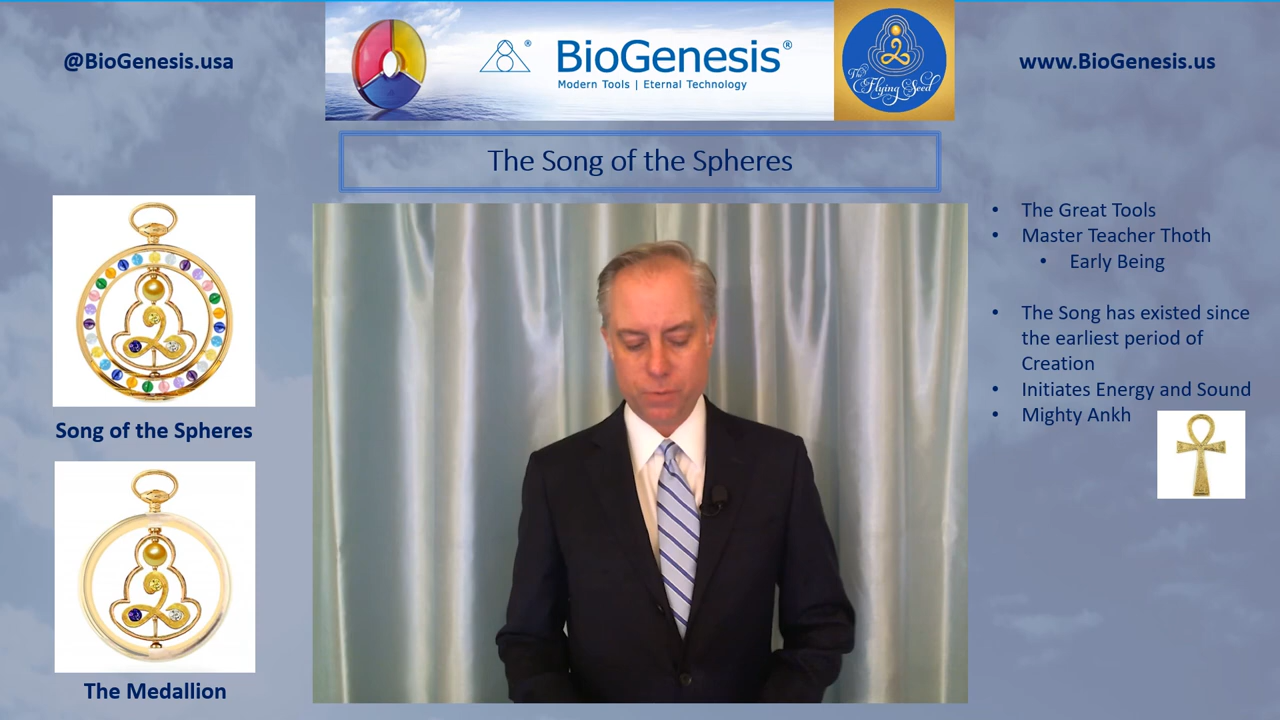 @BioGenesis.usa
BioGenesis®
Modern Tools | Eternal Technology
The Flying Seed
www.BioGenesis.us
The Song of the Spheres
Song of the Spheres
The Medallion
• The Great Tools
• Master Teacher Thoth
• Early Being
• The Song has existed since
the earliest period of
Creation
• Initiates Energy and Sound
• Mighty Ankh